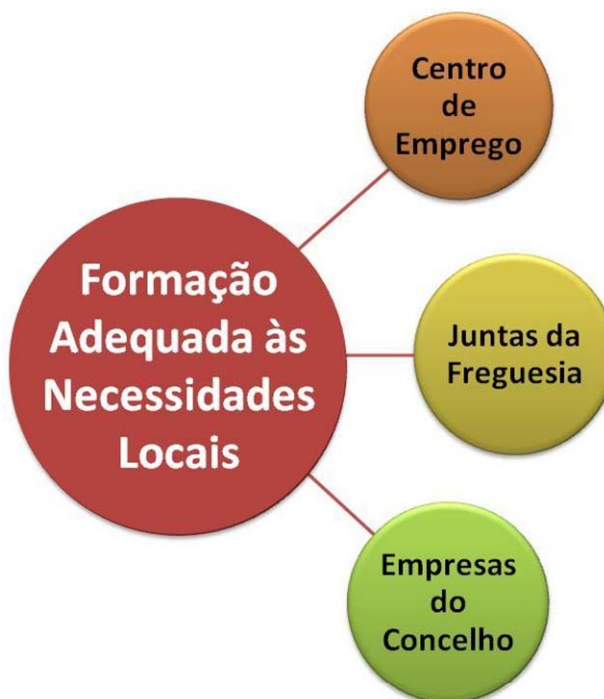 Centro
de
Emprego
Formação
Adequada às
Necessidades
Locais
Juntas da
Freguesia
Empresas
do
Concelho